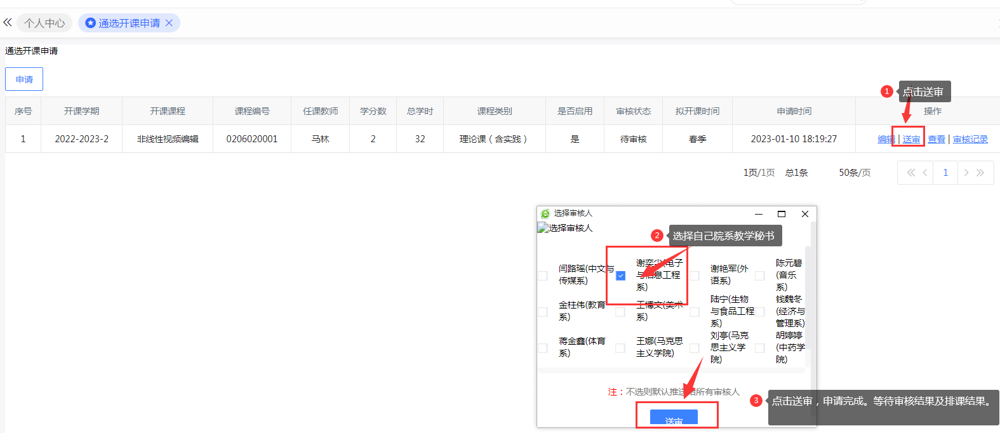 个人中心
通选开课申请
通选开课申请
申请
1 点击送审
序号 开课学期 开课课程 课程编号 任课教师 学分数 总学时 课程类别 是否启用 审核状态 拟开课时间 申请时间 操作
1 2022-2023-2 非线性视频编辑 0206020001 马林 2 32 理论课（含实践） 是 待审核 春季 2023-01-10 18:19:27 编辑 | 送审 查看 | 审核记录
1页/1页 总1条 50条/页 1
选择审核人
选择审核人
2 选择自己院系教学秘书
闫路瑶(中文与
传媒系)
谢奕 (电子
与信息工程
系)
谢艳军(外
语系)
陈元碧
(音乐
系)
金柱伟(教育
系)
王博文(美术
系)
陆宁(生物
与食品工程
系)
钱魏冬
(经济与
管理系)
蒋金鑫(体育
系)
王娜(马克思
主义学院)
刘亭(马克
思主义学
院)
胡婷婷
(中药学
院)
注：不选则默认推送给所有审核人
3 点击送审，申请完成。等待审核结果及排课结果。
送审